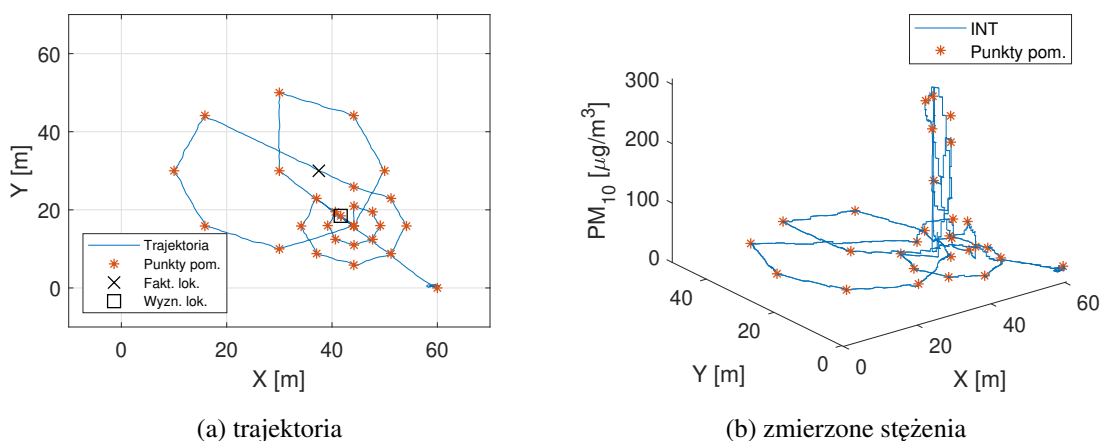 60
40
20
0
Y [m]
0
20
40
60
X [m]
Trajektoria
Punkty pom.
Fakt. lok.
Wyzn. lok.
(a) trajektoria
INT
Punkty pom.
300
200
100
0
PM10 [μg/m³]
40
20
0
Y [m]
0
20
40
60
X [m]
(b) zmierzone stężenia